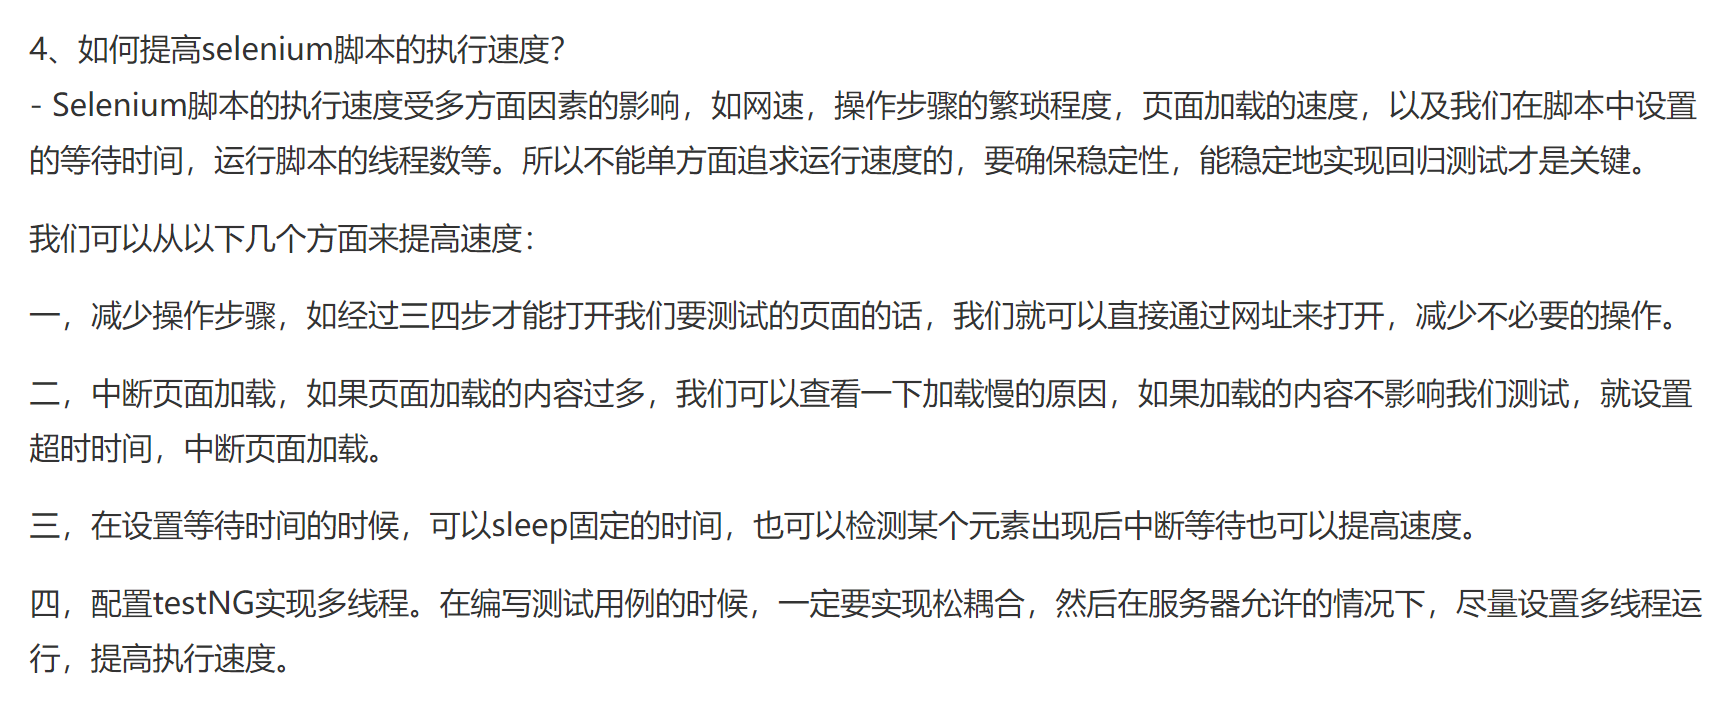 4、如何提高selenium脚本的执行速度？
- Selenium脚本的执行速度受多方面因素的影响，如网速，操作步骤的繁琐程度，页面加载的速度，以及我们在脚本中设置
的等待时间，运行脚本的线程数等。所以不能单方面追求运行速度的，要确保稳定性，能稳定地实现回归测试才是关键。
我们可以从以下几个方面来提高速度：
一，减少操作步骤，如经过三四步才能打开我们要测试的页面的话，我们就可以直接通过网址来打开，减少不必要的操作。
二，中断页面加载，如果页面加载的内容过多，我们可以查看一下加载慢的原因，如果加载的内容不影响我们测试，就设置
超时时间，中断页面加载。
三，在设置等待时间的时候，可以sleep固定的时间，也可以检测某个元素出现后中断等待也可以提高速度。
四，配置testNG实现多线程。在编写测试用例的时候，一定要实现松耦合，然后在服务器允许的情况下，尽量设置多线程运
行，提高执行速度。